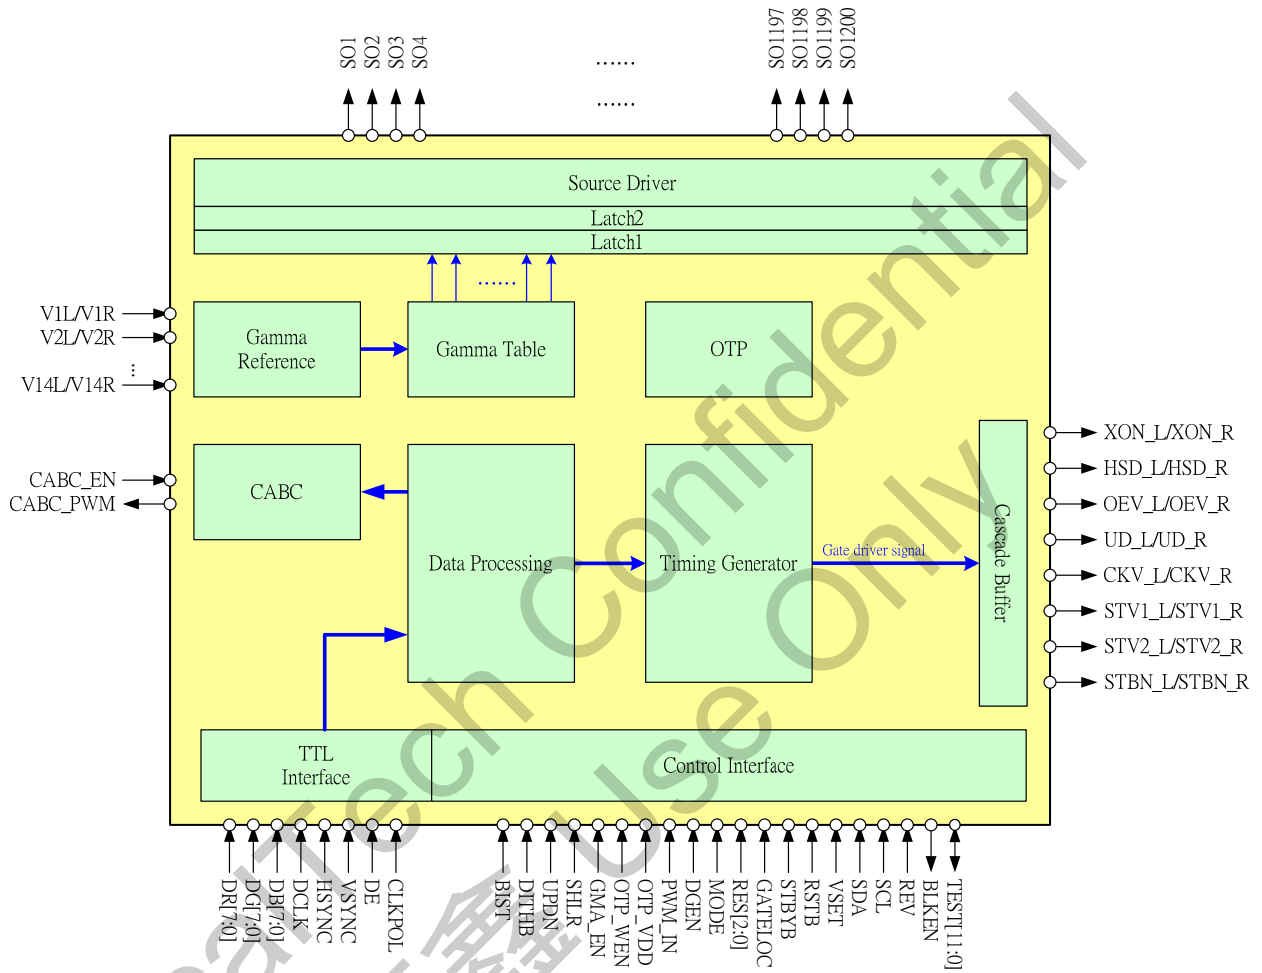 SO1
SO2
SO3
SO4
......
SO1197
SO1198
SO1199
SO1200
......
Source Driver
Latch2
Latch1
......
V1L/V1R
V2L/V2R
...
V14L/V14R
Gamma
Reference
Gamma Table
OTP
CABC_EN
CABC_PWM
CABC
Data Processing
Timing Generator
Gate driver signal
Cascade Buffer
XON_L/XON_R
HSD_L/HSD_R
OEV_L/OEV_R
UD_L/UD_R
CKV_L/CKV_R
STV1_L/STV1_R
STV2_L/STV2_R
STBN_L/STBN_R
TTL
Interface
Control Interface
DR[7:0]
DG[7:0]
DB[7:0]
DCLK
HSYNC
VSYNC
DE
CLKPOL
BIST
DITHB
UPDN
SHLR
GMA_EN
OTP_WEN
OTP_VDD
PWM_IN
DGEN
MODE
RES[2:0]
GATELOC
STBYB
RSTB
VSET
SDA
SCL
REV
BLKEN
TEST[11:0]
Confidential
鑫 Use Only